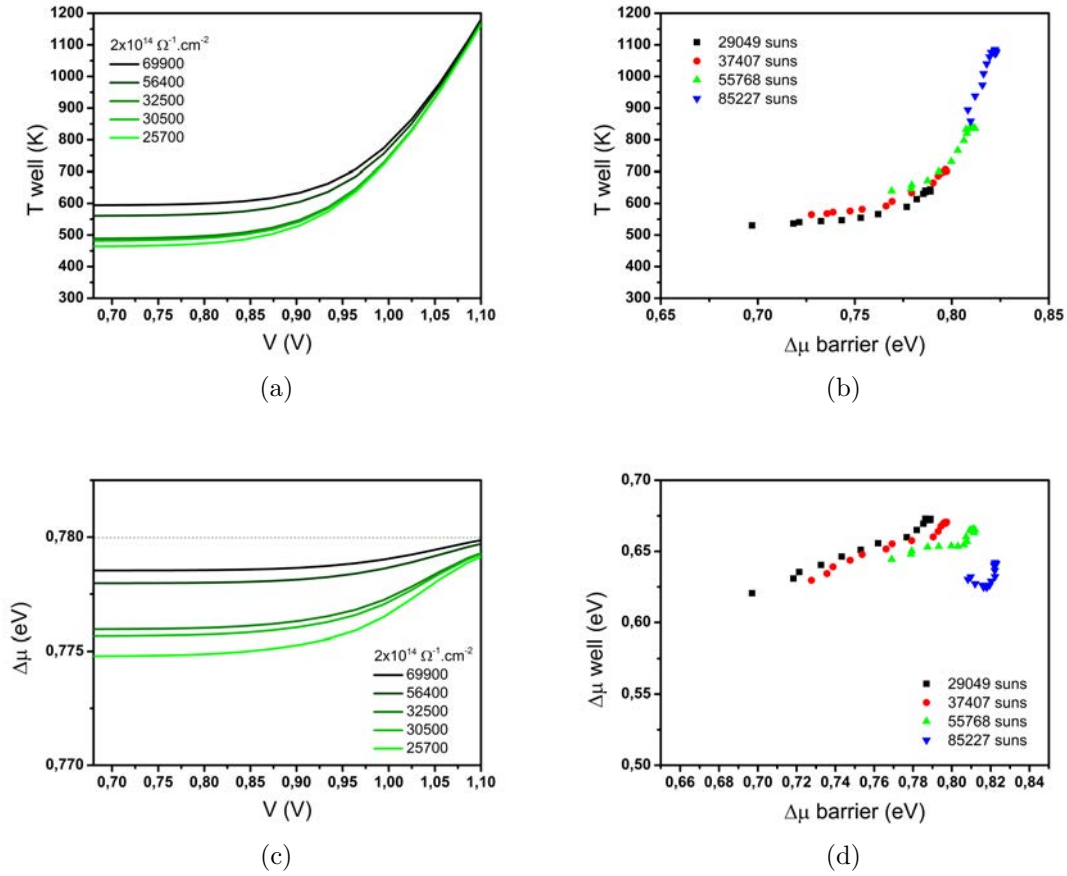 1200
1100
1000
900
800
700
600
500
400
300
T well (K)
2x10¹⁴ Ω⁻¹.cm⁻²
69900
56400
32500
30500
25700
0,70 0,75 0,80 0,85 0,90 0,95 1,00 1,05 1,10
V (V)
(a)
1200
1100
1000
900
800
700
600
500
400
300
T well (K)
29049 suns
37407 suns
55768 suns
85227 suns
0,65 0,70 0,75 0,80 0,85
Δμ barrier (eV)
(b)
0,780
0,775
0,770
Δμ (eV)
2x10¹⁴ Ω⁻¹.cm⁻²
69900
56400
32500
30500
25700
0,70 0,75 0,80 0,85 0,90 0,95 1,00 1,05 1,10
V (V)
(c)
0,70
0,65
0,60
0,55
0,50
Δμ well (eV)
29049 suns
37407 suns
55768 suns
85227 suns
0,66 0,68 0,70 0,72 0,74 0,76 0,78 0,80 0,82 0,84
Δμ barrier (eV)
(d)